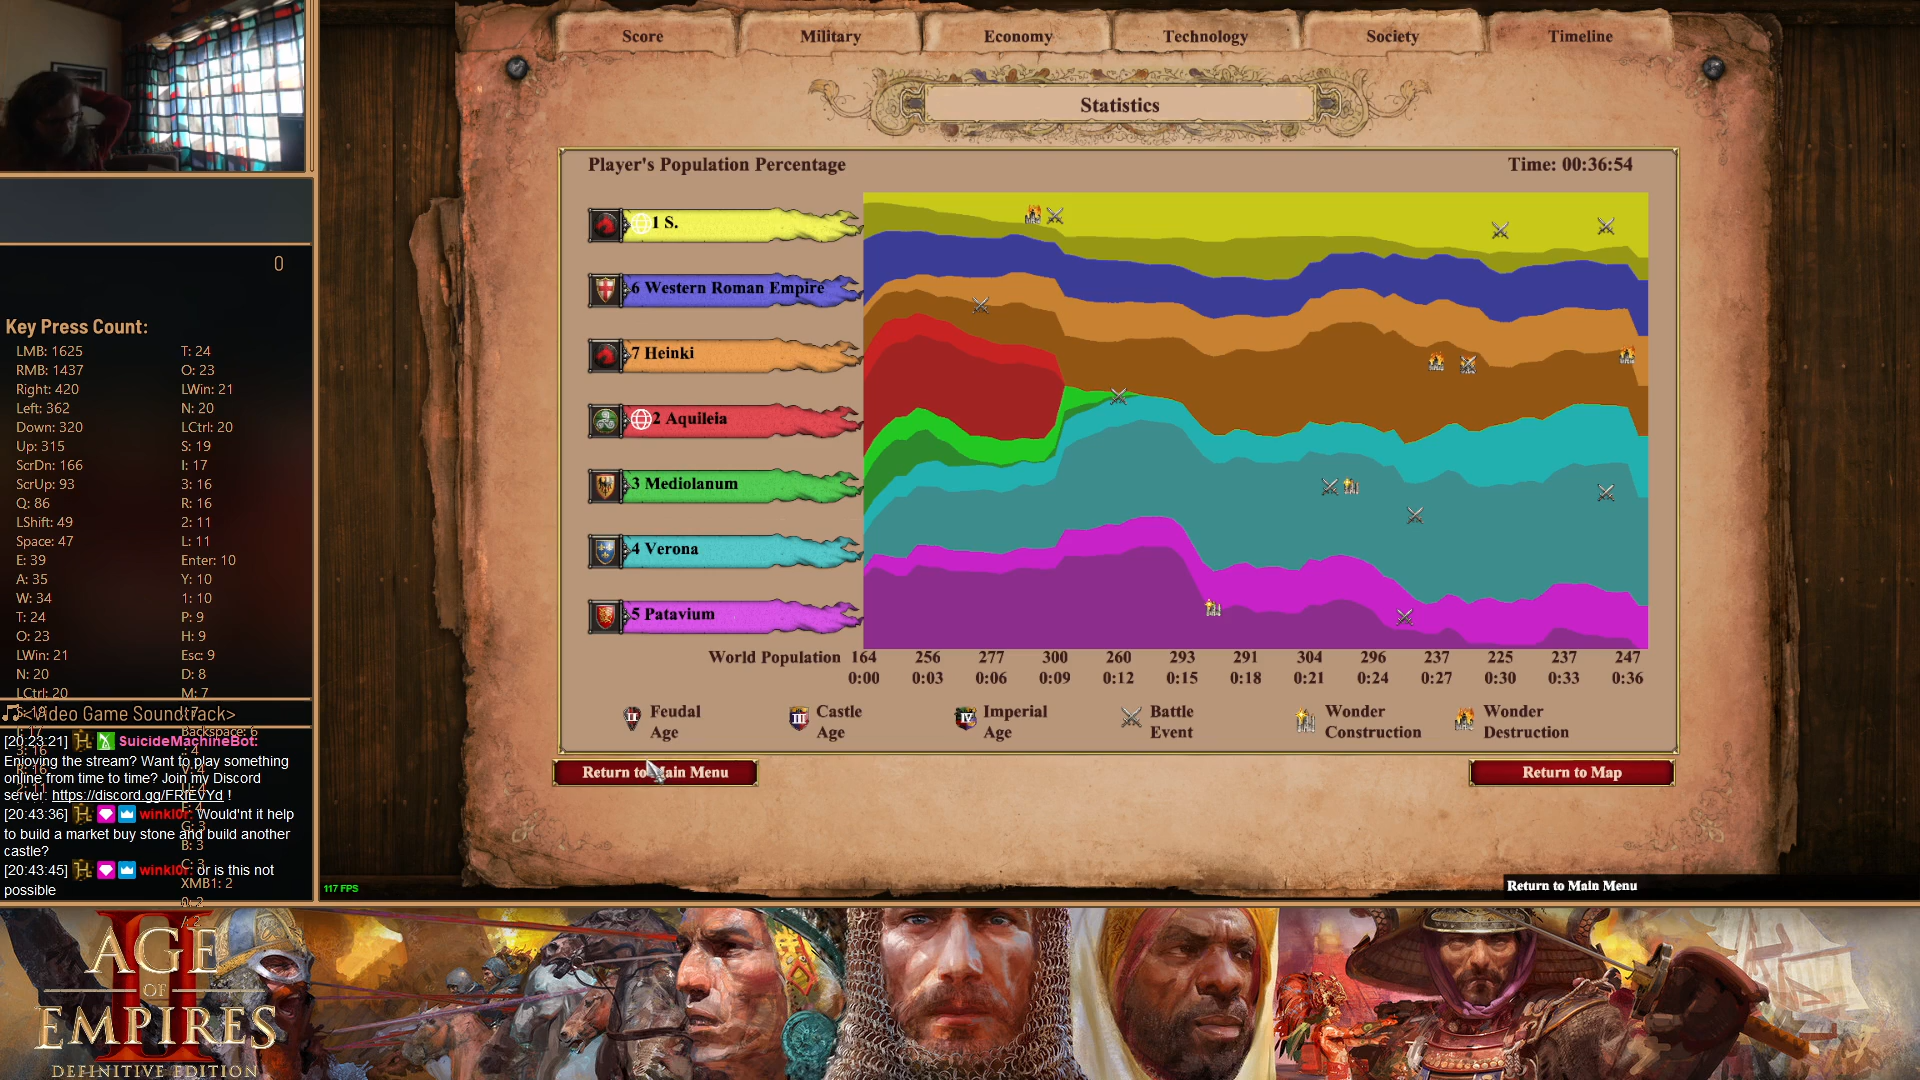 Score
Military
Economy
Technology
Society
Timeline
Statistics
Player's Population Percentage
Time: 00:36:54
1 S.
6 Western Roman Empire
7 Heinki
2 Aquileia
3 Mediolanum
4 Verona
5 Patavium
World Population 164 256 277 300 260 293 291 304 296 237 225 237 247
0:00 0:03 0:06 0:09 0:12 0:15 0:18 0:21 0:24 0:27 0:30 0:33 0:36
II
Feudal
Age
III
Castle
Age
IV
Imperial
Age
Battle
Event
Wonder
Construction
Wonder
Destruction
Return to Main Menu
Return to Map
Return to Main Menu
117 FPS
0
Key Press Count:
LMB: 1625
RMB: 1437
Right: 420
Left: 362
Down: 320
Up: 315
ScrDn: 166
ScrUp: 93
Q: 86
LShift: 49
Space: 47
E: 39
A: 35
W: 34
T: 24
O: 23
LWin: 21
N: 20
LCtrl: 20
T: 24
O: 23
LWin: 21
N: 20
LCtrl: 20
S: 19
I: 17
3: 16
R: 16
2: 11
L: 11
Enter: 10
Y: 10
1: 10
P: 9
H: 9
Esc: 9
D: 8
M: 7
Backspace: 6
G: 3
B: 3
C: 3
XMB1: 2
<Video Game Soundtrack>
[20:23:21] SuicideMachineBot:
Enjoying the stream? Want to play something
online from time to time? Join my Discord
server: https://discord.gg/FRfEVYd !
[20:43:36] winkl0r: Would'nt it help
to build a market buy stone and build another
castle?
[20:43:45] winkl0r: or is this not
possible
AGE
OF
EMPIRES
II
DEFINITIVE EDITION